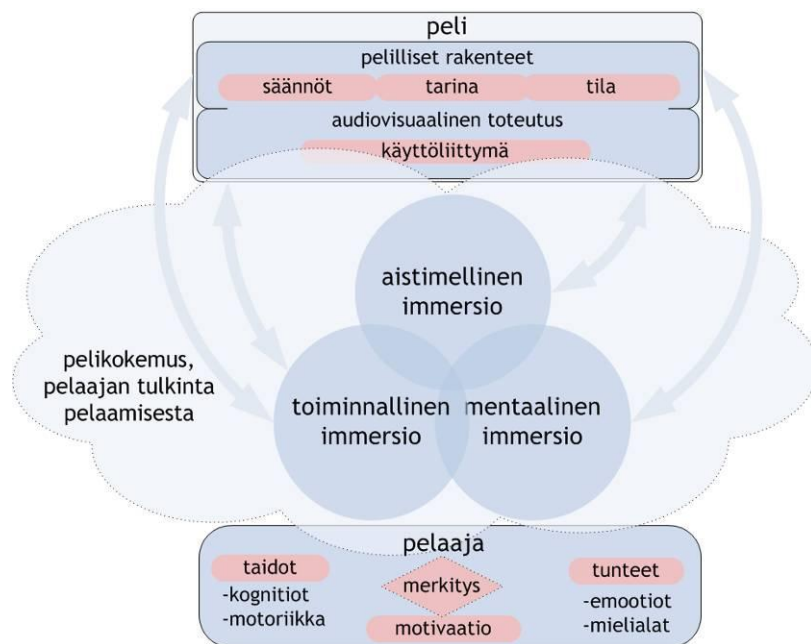 peli
pelilliset rakenteet
säännöt tarina tila
audiovisuaalinen toteutus
käyttöliittymä
aistimellinen
immersio
pelikokemus,
pelaajan tulkinta
pelaamisesta
toiminnallinen
immersio
mentaalinen
immersio
pelaaja
taidot
-kognitiot
-motoriikka
merkitys
motivaatio
tunteet
-emootiot
-mielialat